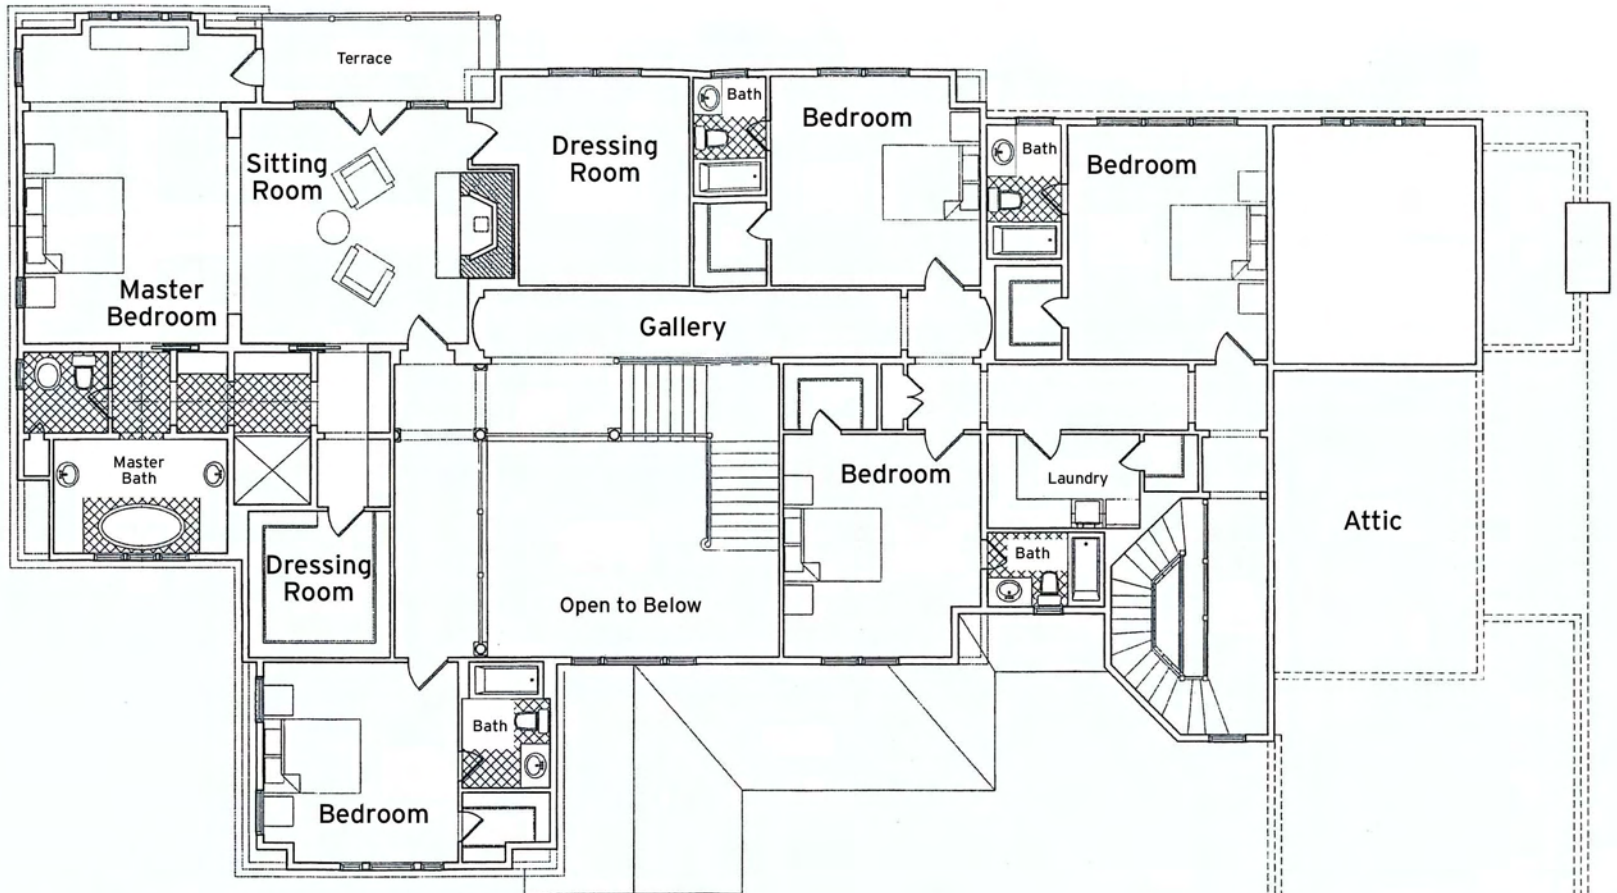 Terrace
Bath
Bedroom
Dressing
Room
Sitting
Room
Bath
Bedroom
Master
Bedroom
Gallery
Master
Bath
Bedroom
Laundry
Attic
Dressing
Room
Bath
Open to Below
Bath
Bedroom